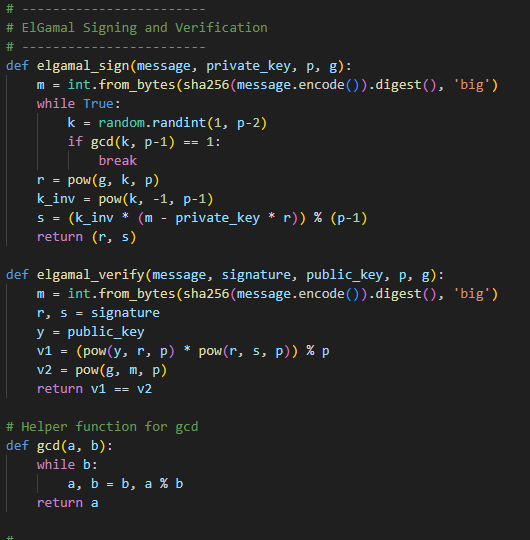 # ------------------------
# ElGamal Signing and Verification
# ------------------------
def elgamal_sign(message, private_key, p, g):
    m = int.from_bytes(sha256(message.encode()).digest(), 'big')
    while True:
        k = random.randint(1, p-2)
        if gcd(k, p-1) == 1:
            break
    r = pow(g, k, p)
    k_inv = pow(k, -1, p-1)
    s = (k_inv * (m - private_key * r)) % (p-1)
    return (r, s)

def elgamal_verify(message, signature, public_key, p, g):
    m = int.from_bytes(sha256(message.encode()).digest(), 'big')
    r, s = signature
    y = public_key
    v1 = (pow(y, r, p) * pow(r, s, p)) % p
    v2 = pow(g, m, p)
    return v1 == v2

# Helper function for gcd
def gcd(a, b):
    while b:
        a, b = b, a % b
    return a

#